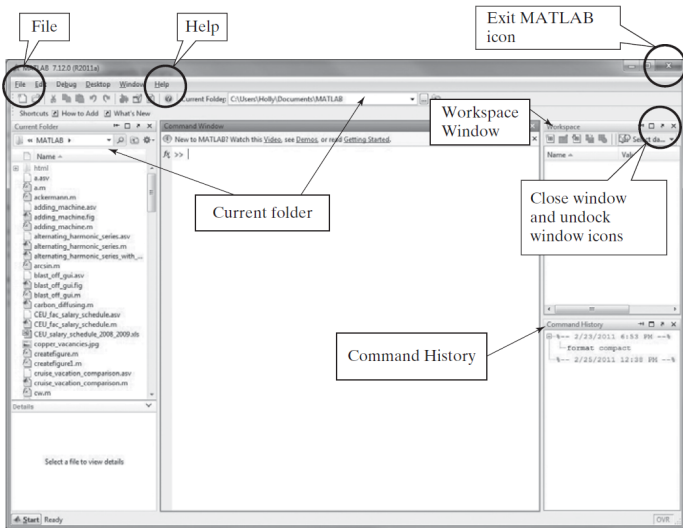 File
Help
Exit MATLAB
icon
MATLAB 7.12.0 (R2011a)
File Edit Debug Desktop Window Help
Current Folder: C:\Users\Holly\Documents\MATLAB
Shortcuts How to Add What's New
Current Folder
Command Window
Workspace
Window
Workspace
« MATLAB
New to MATLAB? Watch this Video, see Demos, or read Getting Started.
Select da...
Name
fx >>
Name
html
a.asv
a.m
ackermann.m
adding_machine.asv
adding_machine.fig
adding_machine.m
alternating_harmonic_series.asv
alternating_harmonic_series.m
alternating_harmonic_series_with_...
arcsin.m
blast_off_gui.asv
blast_off_gui.fig
blast_off_gui.m
carbon_diffusing.m
CEU_fac_salary_schedule.asv
CEU_fac_salary_schedule.m
CEU_salary_schedule_2008_2009.xls
copper_vacancies.jpg
createfigure.m
createfigure1.m
cruise_vacation_comparison.asv
cruise_vacation_comparison.m
cw.m
Current folder
Close window
and undock
window icons
Command History
Command History
%-- 2/23/2011 6:53 PM --%
format compact
%-- 2/25/2011 12:38 PM --%
Details
Select a file to view details
Start Ready
OVR